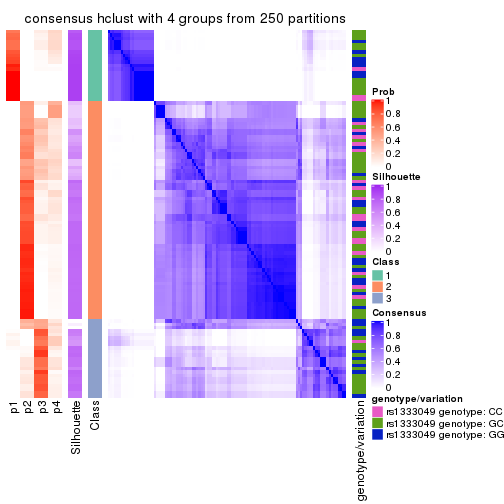 consensus hclust with 4 groups from 250 partitions
Prob
1
0.8
0.6
0.4
0.2
0
Silhouette
1
0.8
0.6
0.4
0.2
0
Class
1
2
3
Consensus
1
0.8
0.6
0.4
0.2
0
genotype/variation
rs1333049 genotype: CC
rs1333049 genotype: GC
rs1333049 genotype: GG
p1
p2
p3
p4
Silhouette
Class
genotype/variation